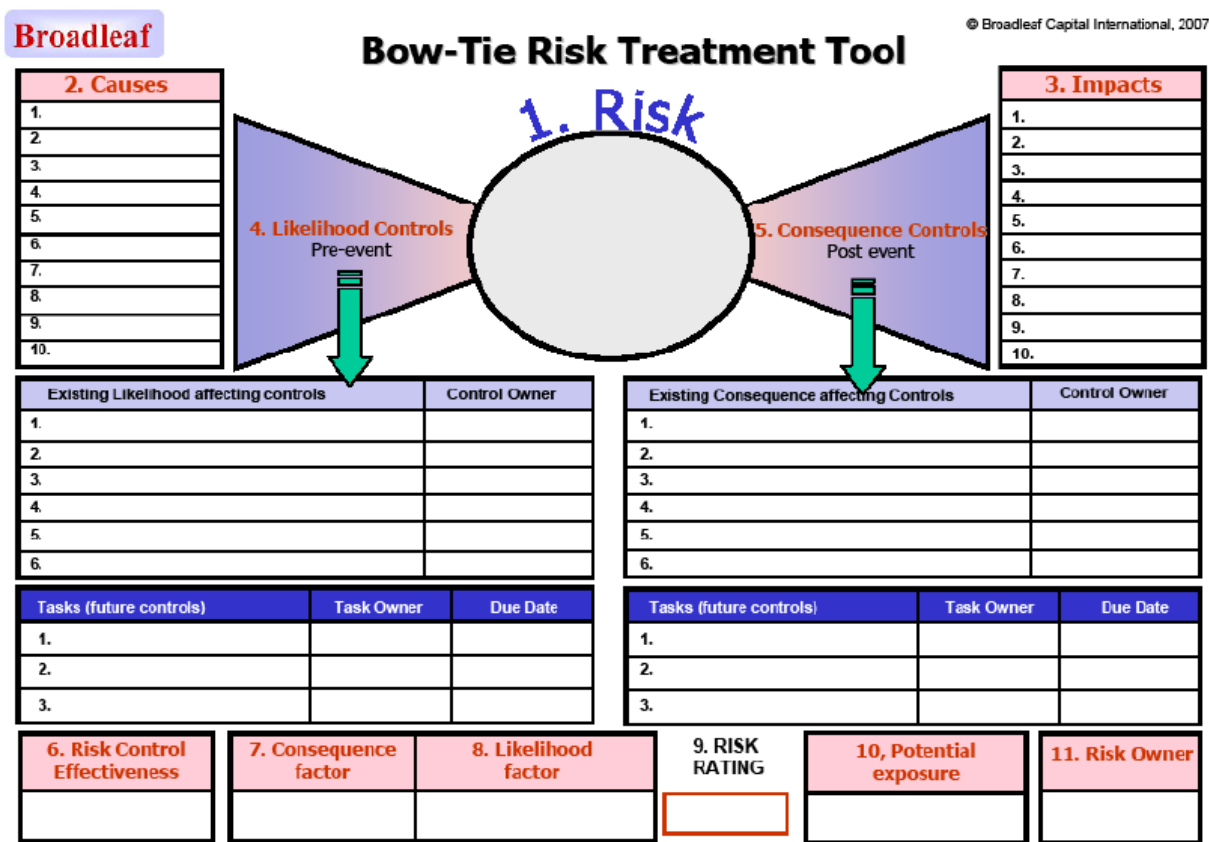 Broadleaf
© Broadleaf Capital International, 2007
Bow-Tie Risk Treatment Tool
2. Causes
1.
2.
3.
4.
5.
6.
7.
8.
9.
10.
1. Risk
4. Likelihood Controls
Pre-event
5. Consequence Controls
Post event
3. Impacts
1.
2.
3.
4.
5.
6.
7.
8.
9.
10.
Existing Likelihood affecting controls Control Owner
1.
2.
3.
4.
5.
6.
Existing Consequence affecting Controls Control Owner
1.
2.
3.
4.
5.
6.
Tasks (future controls) Task Owner Due Date
1.
2.
3.
Tasks (future controls) Task Owner Due Date
1.
2.
3.
6. Risk Control
Effectiveness
7. Consequence
factor
8. Likelihood
factor
9. RISK
RATING
10, Potential
exposure
11. Risk Owner